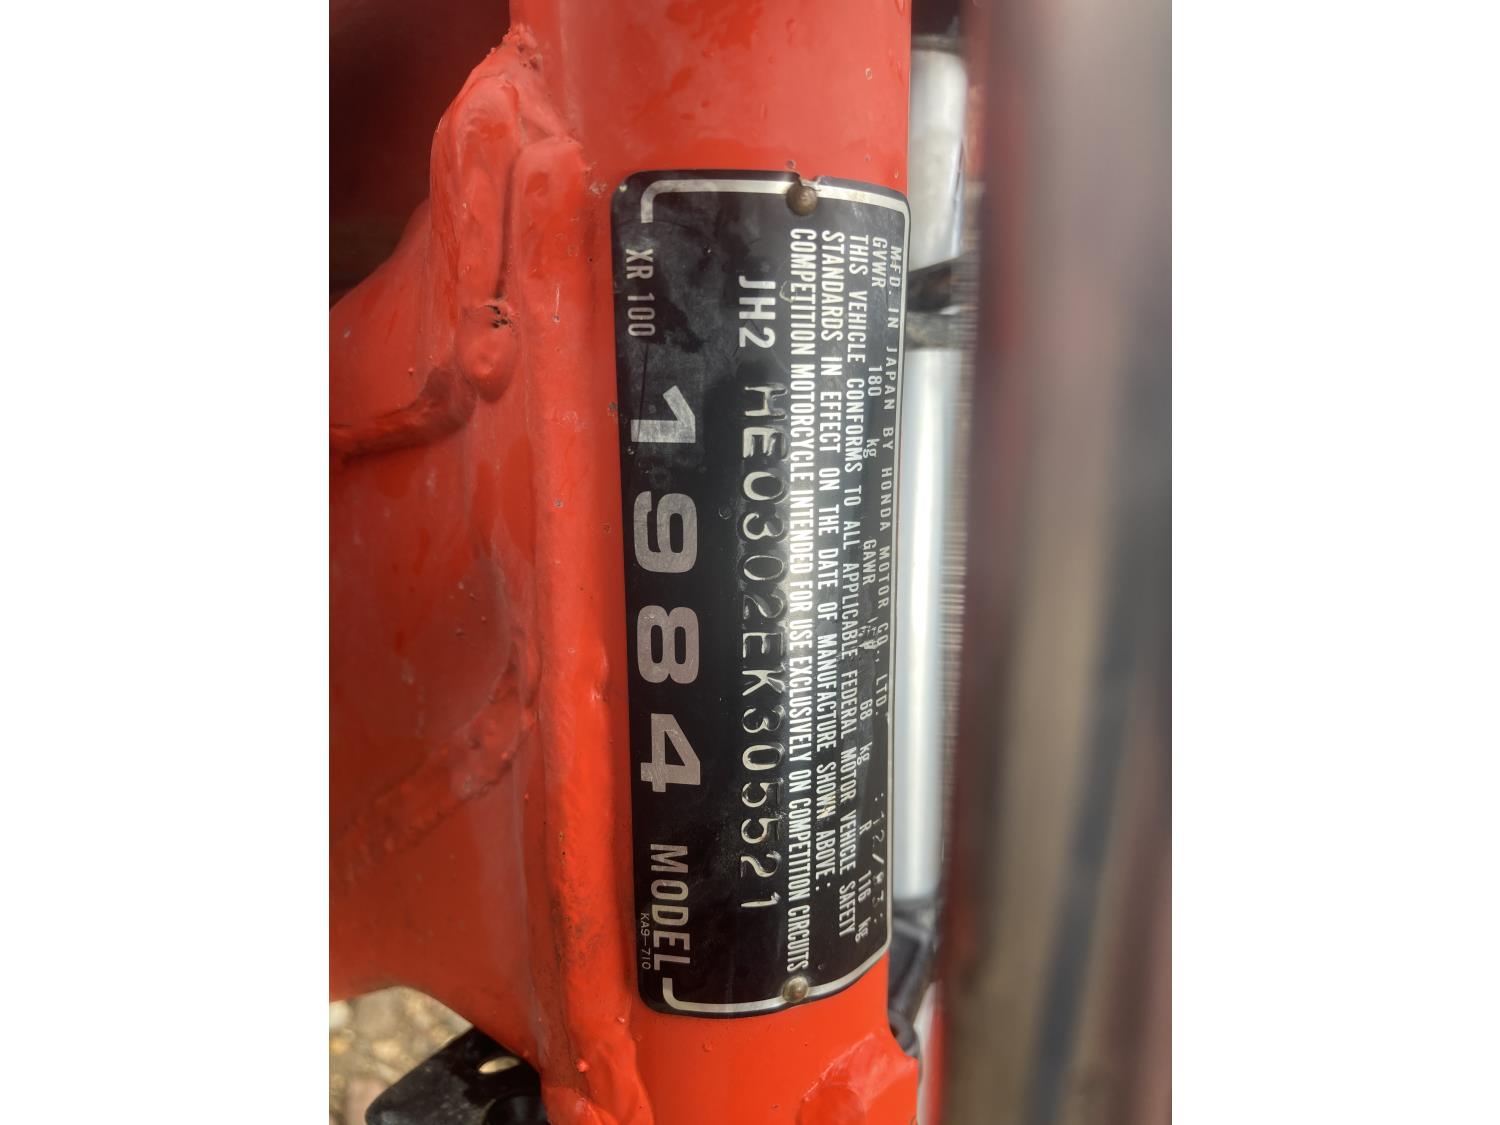 MFD. IN JAPAN BY HONDA MOTOR CO., LTD.
GVWR 180 kg GAWR 68 kg R 116 kg
THIS VEHICLE CONFORMS TO ALL APPLICABLE FEDERAL MOTOR VEHICLE SAFETY
STANDARDS IN EFFECT ON THE DATE OF MANUFACTURE SHOWN ABOVE:
COMPETITION MOTORCYCLE INTENDED FOR USE EXCLUSIVELY ON COMPETITION CIRCUITS
JH2 HE0302EK305521
XR 100 1984 MODEL
KA9-710